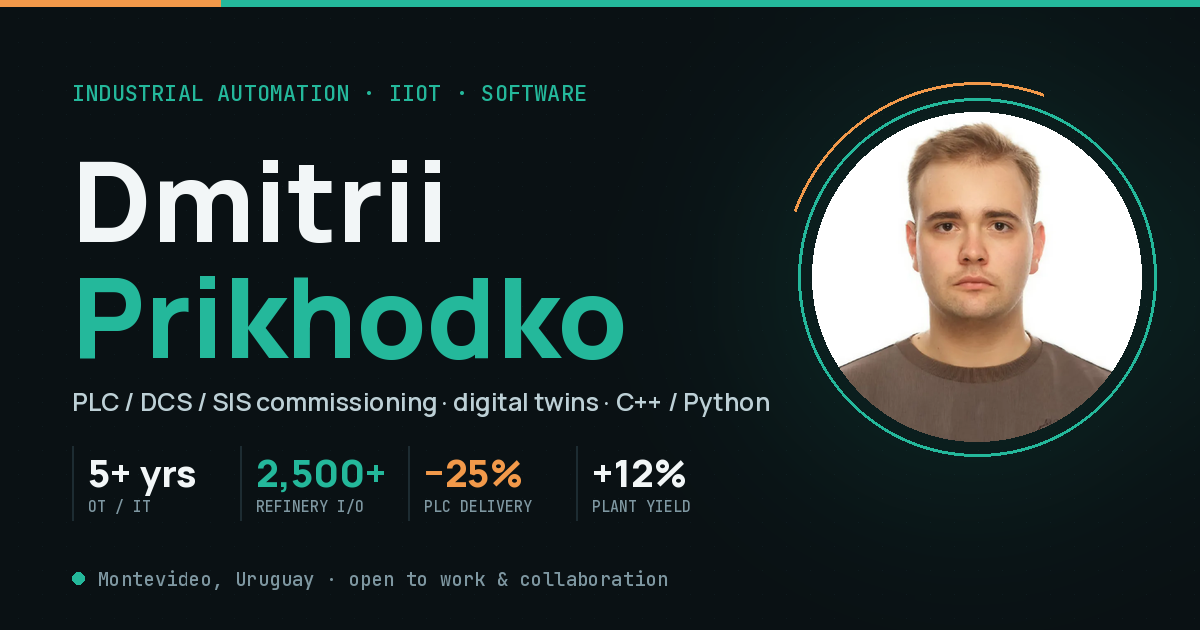 INDUSTRIAL AUTOMATION · IIOT · SOFTWARE
Dmitrii
Prikhodko
PLC / DCS / SIS commissioning · digital twins · C++ / Python
5+ yrs
OT / IT
2,500+
REFINERY I/O
−25%
PLC DELIVERY
+12%
PLANT YIELD
Montevideo, Uruguay · open to work & collaboration